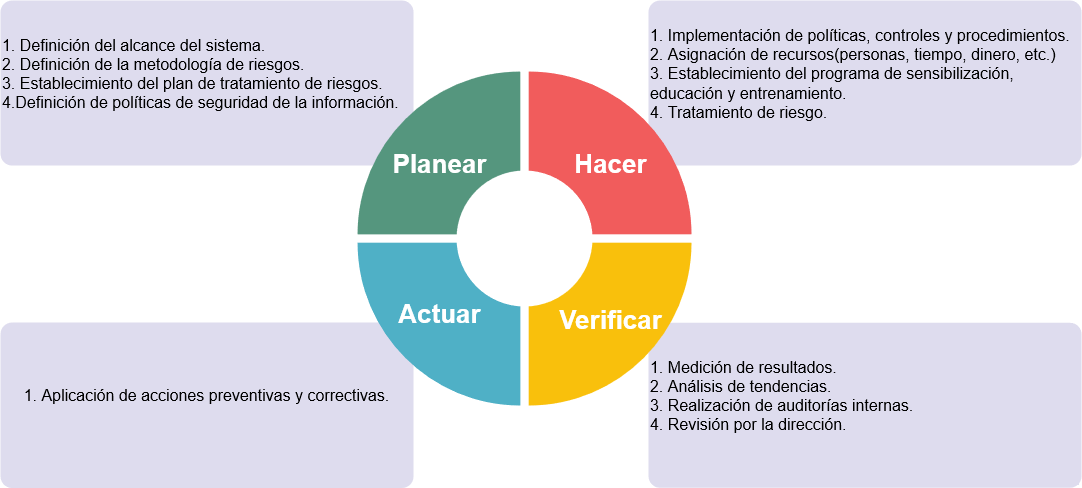 1. Definición del alcance del sistema.
2. Definición de la metodología de riesgos.
3. Establecimiento del plan de tratamiento de riesgos.
4.Definición de políticas de seguridad de la información.
1. Implementación de políticas, controles y procedimientos.
2. Asignación de recursos(personas, tiempo, dinero, etc.)
3. Establecimiento del programa de sensibilización,
educación y entrenamiento.
4. Tratamiento de riesgo.
Planear
Hacer
Actuar
Verificar
1. Aplicación de acciones preventivas y correctivas.
1. Medición de resultados.
2. Análisis de tendencias.
3. Realización de auditorías internas.
4. Revisión por la dirección.